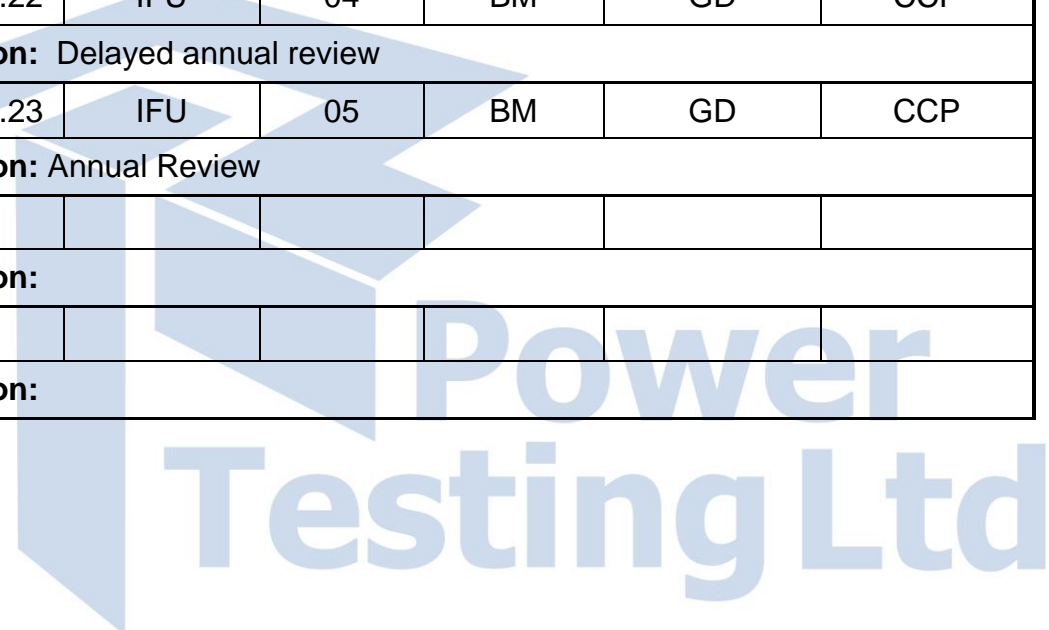 .22 IFU 04 BM GD CCP
on: Delayed annual review
.23 IFU 05 BM GD CCP
on: Annual Review
on:
on:
Power
Testing Ltd